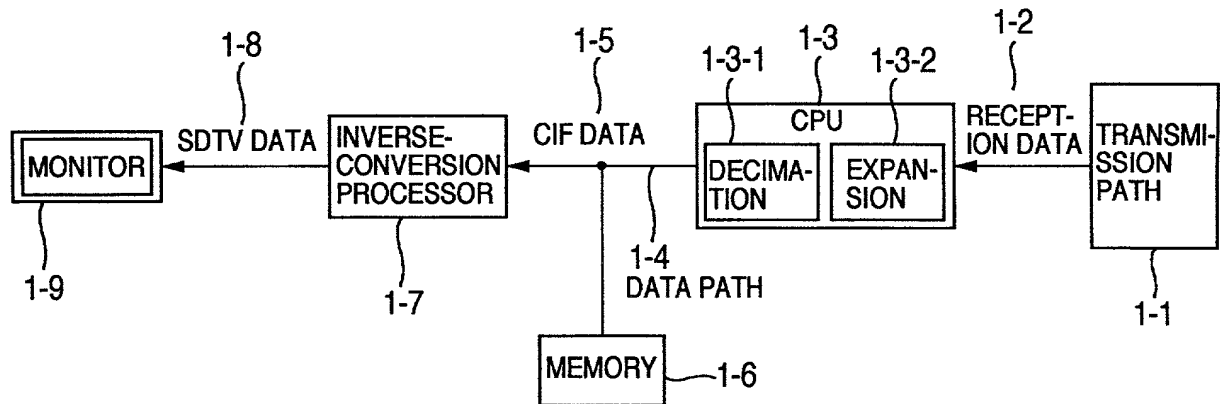 1-8
1-5
1-3
1-2
1-3-1
1-3-2
SDTV DATA
INVERSE-
CONVERSION
PROCESSOR
CIF DATA
CPU
DECIMA-
TION
EXPAN-
SION
RECEPT-
ION DATA
TRANSMI-
SSION
PATH
MONITOR
1-9
1-7
1-4
DATA PATH
1-1
MEMORY
1-6